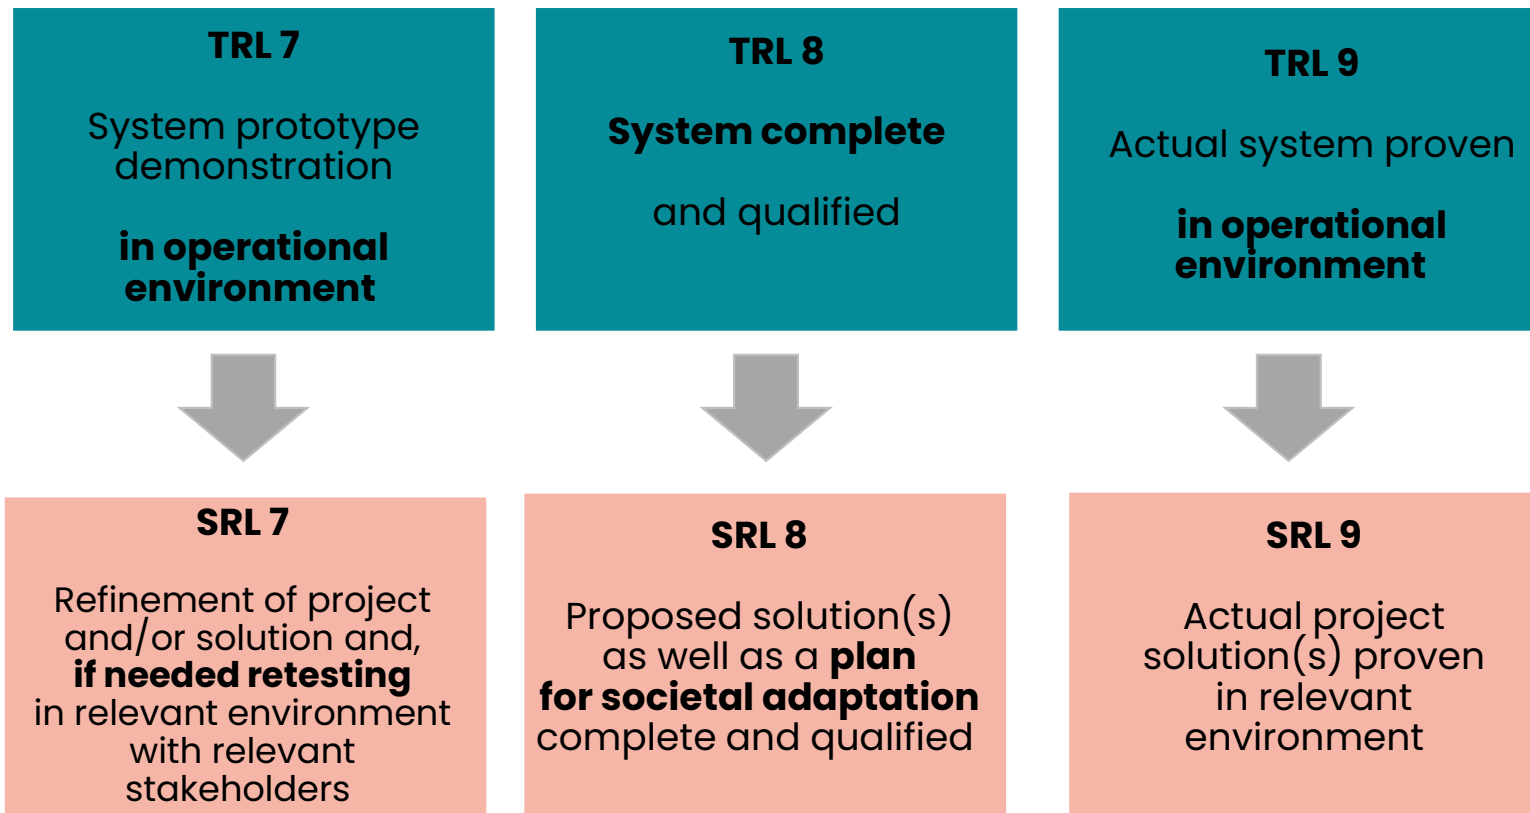 TRL 7
System prototype
demonstration
in operational
environment
TRL 8
System complete
and qualified
TRL 9
Actual system proven
in operational
environment
SRL 7
Refinement of project
and/or solution and,
if needed retesting
in relevant environment
with relevant
stakeholders
SRL 8
Proposed solution(s)
as well as a plan
for societal adaptation
complete and qualified
SRL 9
Actual project
solution(s) proven
in relevant
environment